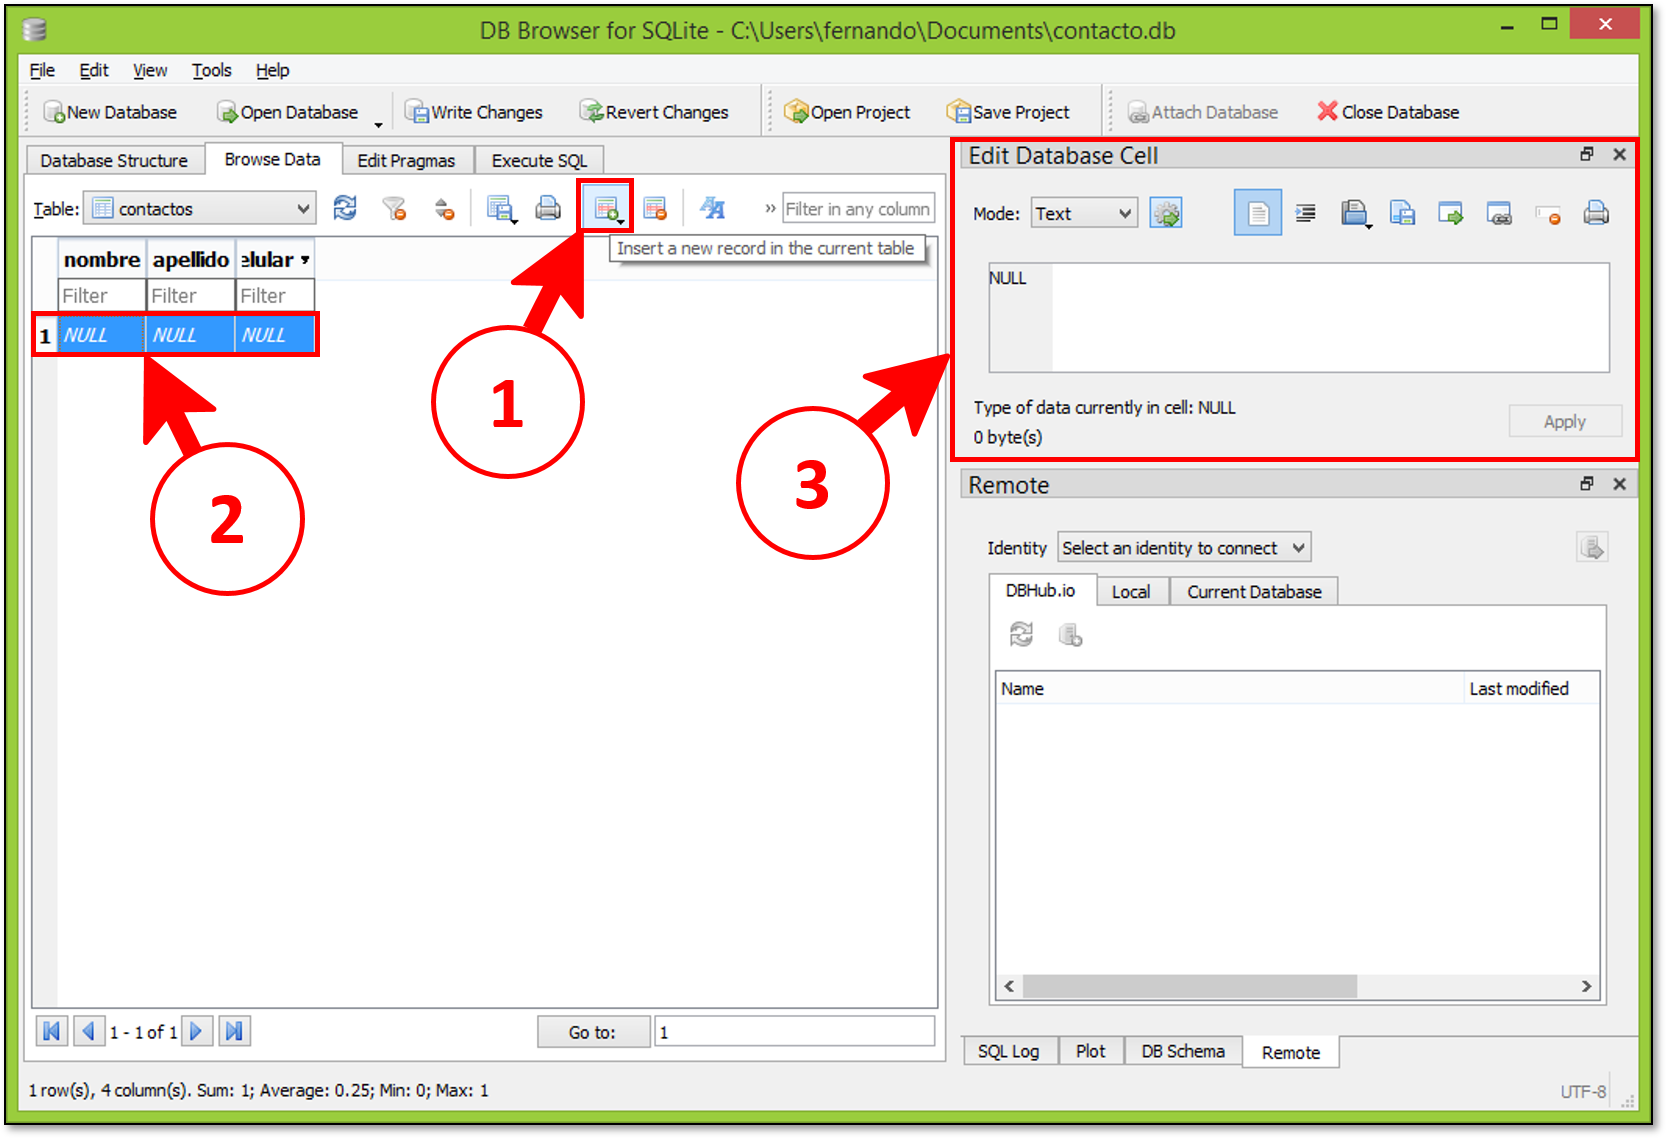 DB Browser for SQLite - C:\Users\fernando\Documents\contacto.db
File Edit View Tools Help
New Database Open Database Write Changes Revert Changes Open Project Save Project Attach Database Close Database
Database Structure Browse Data Edit Pragmas Execute SQL
Table: contactos » Filter in any column
Insert a new record in the current table
nombre apellido elular
Filter Filter Filter
1 NULL NULL NULL
1
2
3
1 - 1 of 1 Go to: 1
1 row(s), 4 column(s). Sum: 1; Average: 0.25; Min: 0; Max: 1
Edit Database Cell
Mode: Text
NULL
Type of data currently in cell: NULL
0 byte(s)
Apply
Remote
Identity Select an identity to connect
DBHub.io Local Current Database
Name Last modified
SQL Log Plot DB Schema Remote
UTF-8